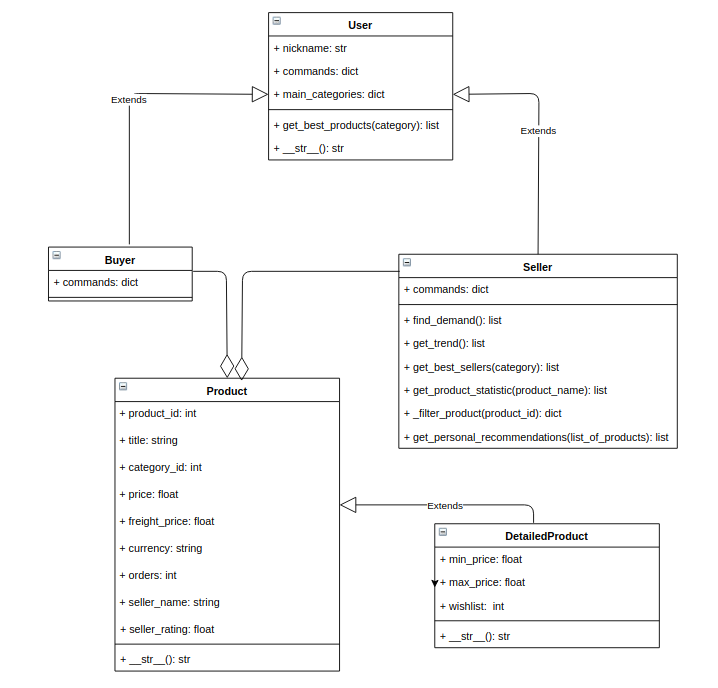 User
+ nickname: str
+ commands: dict
+ main_categories: dict
+ get_best_products(category): list
+ __str__(): str
Extends
Extends
Buyer
+ commands: dict
Seller
+ commands: dict
+ find_demand(): list
+ get_trend(): list
+ get_best_sellers(category): list
+ get_product_statistic(product_name): list
+ _filter_product(product_id): dict
+ get_personal_recommendations(list_of_products): list
Product
+ product_id: int
+ title: string
+ category_id: int
+ price: float
+ freight_price: float
+ currency: string
+ orders: int
+ seller_name: string
+ seller_rating: float
+ __str__(): str
Extends
DetailedProduct
+ min_price: float
+ max_price: float
+ wishlist:  int
+ __str__(): str